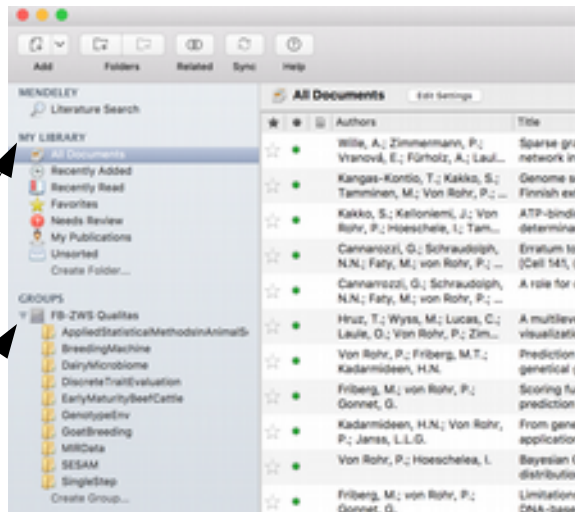 Add Folders Related Sync Help
MENDELEY
Literature Search
MY LIBRARY
All Documents
Recently Added
Recently Read
Favorites
Needs Review
My Publications
Unsorted
Create Folder...
GROUPS
FB-ZWS Qualitas
AppliedStatisticalMethodsInAnimalS
BreedingMachine
DairyMicrobiome
DiscreteTraitEvaluation
EarlyMaturityBeefCattle
GenotypeEnv
GoatBreeding
MIRData
SESAM
SingleStep
Create Group...
All Documents Edit Settings
Authors Title
Wille, A.; Zimmermann, P.; Sparse gra
Vranová, E.; Fürholz, A.; Laul... network in
Kangas-Kontio, T.; Kakko, S.; Genome s
Tamminen, M.; Von Rohr, P.; ... Finnish ex
Kakko, S.; Kelloniemi, J.; Von ATP-bindi
Rohr, P.; Hoeschele, I.; Tam... determina
Cannarozzi, G.; Schraudolph, Erratum to
N.N.; Faty, M.; von Rohr, P.; ... [Cell 141, (
Cannarrozzi, G.; Schraudolph, A role for
N.N.; Faty, M.; von Rohr, P.; ...
Hruz, T.; Wyss, M.; Lucas, C.; A multileve
Laule, O.; Von Rohr, P.; Zim... visualizati
Von Rohr, P.; Friberg, M.T.; Prediction
Kadarmideen, H.N. genetical g
Friberg, M.; von Rohr, P.; Scoring fu
Gonnet, G. prediction
Kadarmideen, H.N.; Von Rohr, From gene
P.; Janss, L.L.G. application
Von Rohr, P.; Hoeschelea, I. Bayesian
distributio
Friberg, M.; von Rohr, P.; Limitations
Gonnet, G. DNA-base